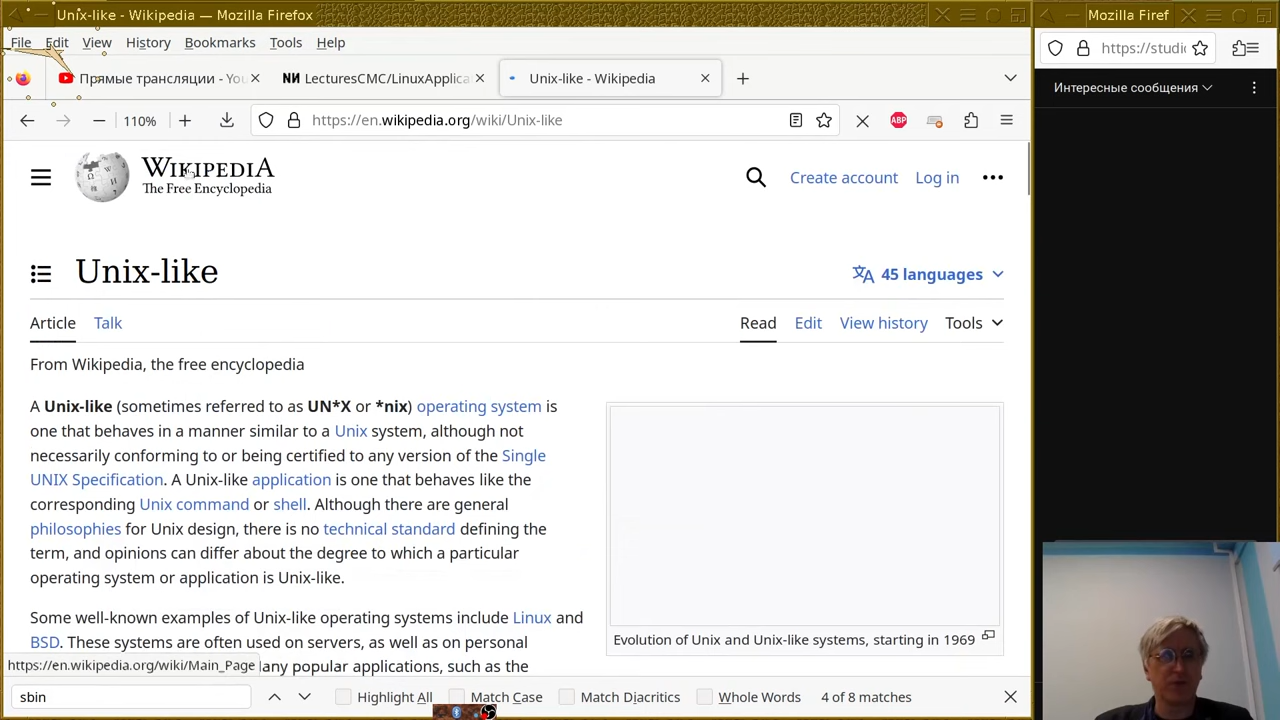 Unix-like - Wikipedia — Mozilla Firefox
Mozilla Firef
File Edit View History Bookmarks Tools Help
https://studi
Прямые трансляции - You
LecturesCMC/LinuxApplica
Unix-like - Wikipedia
Интересные сообщения
110%
https://en.wikipedia.org/wiki/Unix-like
ABP
WIKIPEDIA
The Free Encyclopedia
Create account
Log in
Unix-like
45 languages
Article Talk
Read Edit View history Tools
From Wikipedia, the free encyclopedia
A Unix-like (sometimes referred to as UN*X or *nix) operating system is
one that behaves in a manner similar to a Unix system, although not
necessarily conforming to or being certified to any version of the Single
UNIX Specification. A Unix-like application is one that behaves like the
corresponding Unix command or shell. Although there are general
philosophies for Unix design, there is no technical standard defining the
term, and opinions can differ about the degree to which a particular
operating system or application is Unix-like.
Some well-known examples of Unix-like operating systems include Linux and
BSD. These systems are often used on servers, as well as on personal
any popular applications, such as the
Evolution of Unix and Unix-like systems, starting in 1969
https://en.wikipedia.org/wiki/Main_Page
sbin
Highlight All
Match Case
Match Diacritics
Whole Words
4 of 8 matches